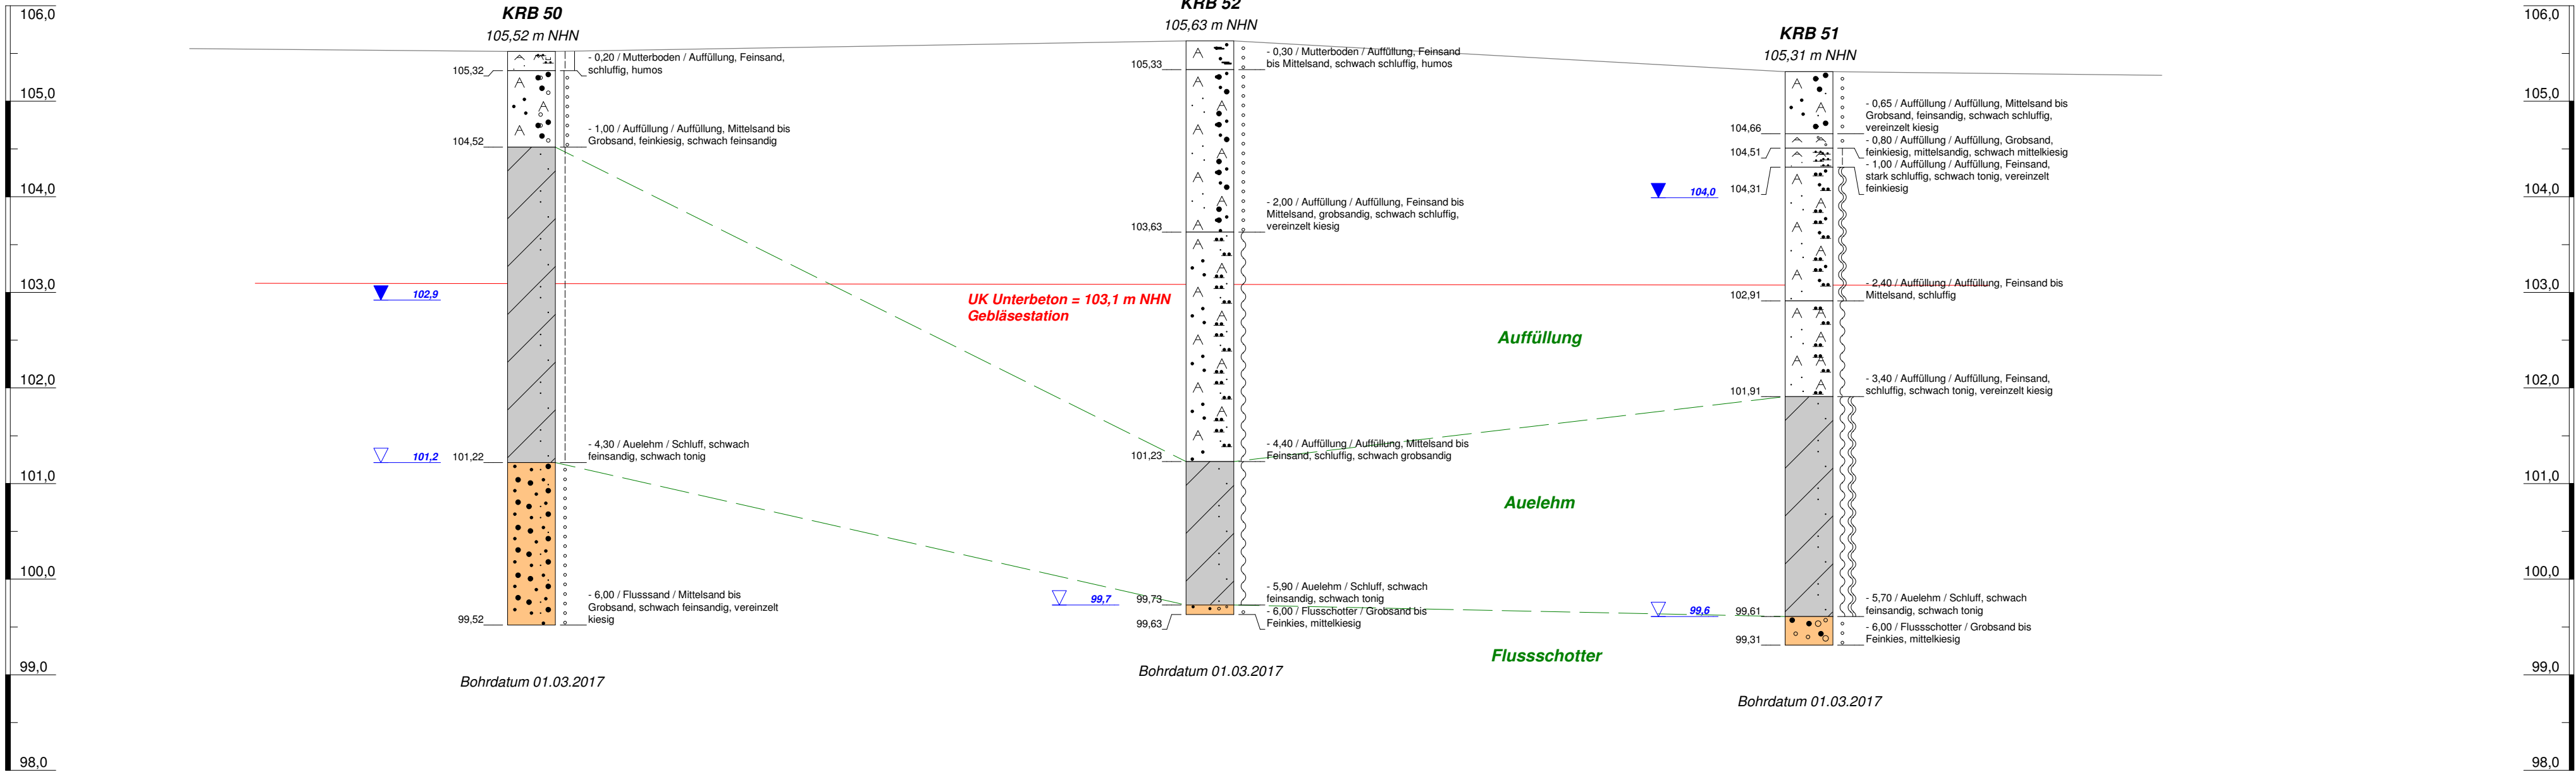 106,0
105,0
104,0
103,0
102,0
101,0
100,0
99,0
98,0
KRB 50
105,52 m NHN
105,32
- 0,20 / Mutterboden / Auffüllung, Feinsand,
schluffig, humos
104,52
- 1,00 / Auffüllung / Auffüllung, Mittelsand bis
Grobsand, feinkiesig, schwach feinsandig
102,9
101,2
101,22
- 4,30 / Auelehm / Schluff, schwach
feinsandig, schwach tonig
99,52
- 6,00 / Flusssand / Mittelsand bis
Grobsand, schwach feinsandig, vereinzelt
kiesig
Bohrdatum 01.03.2017
KRB 52
105,63 m NHN
105,33
- 0,30 / Mutterboden / Auffüllung, Feinsand
bis Mittelsand, schwach schluffig, humos
103,63
- 2,00 / Auffüllung / Auffüllung, Feinsand bis
Mittelsand, grobsandig, schwach schluffig,
vereinzelt kiesig
UK Unterbeton = 103,1 m NHN
Gebläsestation
101,23
- 4,40 / Auffüllung / Auffüllung, Mittelsand bis
Feinsand, schluffig, schwach grobsandig
99,7
99,73
- 5,90 / Auelehm / Schluff, schwach
feinsandig, schwach tonig
99,63
- 6,00 / Flusschotter / Grobsand bis
Feinkies, mittelkiesig
Bohrdatum 01.03.2017
Auffüllung
Auelehm
Flussschotter
KRB 51
105,31 m NHN
104,66
- 0,65 / Auffüllung / Auffüllung, Mittelsand bis
Grobsand, feinsandig, schwach schluffig,
vereinzelt kiesig
104,51
- 0,80 / Auffüllung / Auffüllung, Grobsand,
feinkiesig, mittelsandig, schwach mittelkiesig
104,0
104,31
- 1,00 / Auffüllung / Auffüllung, Feinsand,
stark schluffig, schwach tonig, vereinzelt
feinkiesig
102,91
- 2,40 / Auffüllung / Auffüllung, Feinsand bis
Mittelsand, schluffig
101,91
- 3,40 / Auffüllung / Auffüllung, Feinsand,
schluffig, schwach tonig, vereinzelt kiesig
99,6
99,61
- 5,70 / Auelehm / Schluff, schwach
feinsandig, schwach tonig
99,31
- 6,00 / Flussschotter / Grobsand bis
Feinkies, mittelkiesig
Bohrdatum 01.03.2017
106,0
105,0
104,0
103,0
102,0
101,0
100,0
99,0
98,0